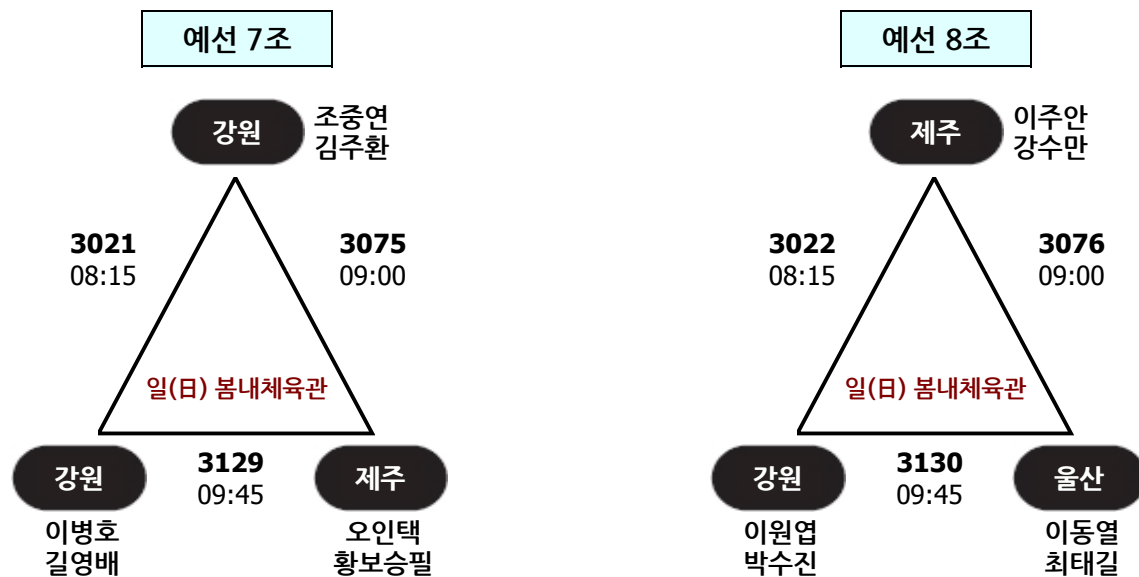 예선 7조
강원
조중연
김주환
3021
08:15
3075
09:00
일(日) 봄내체육관
강원
3129
09:45
제주
이병호
길영배
오인택
황보승필
예선 8조
제주
이주안
강수만
3022
08:15
3076
09:00
일(日) 봄내체육관
강원
3130
09:45
울산
이원엽
박수진
이동열
최태길